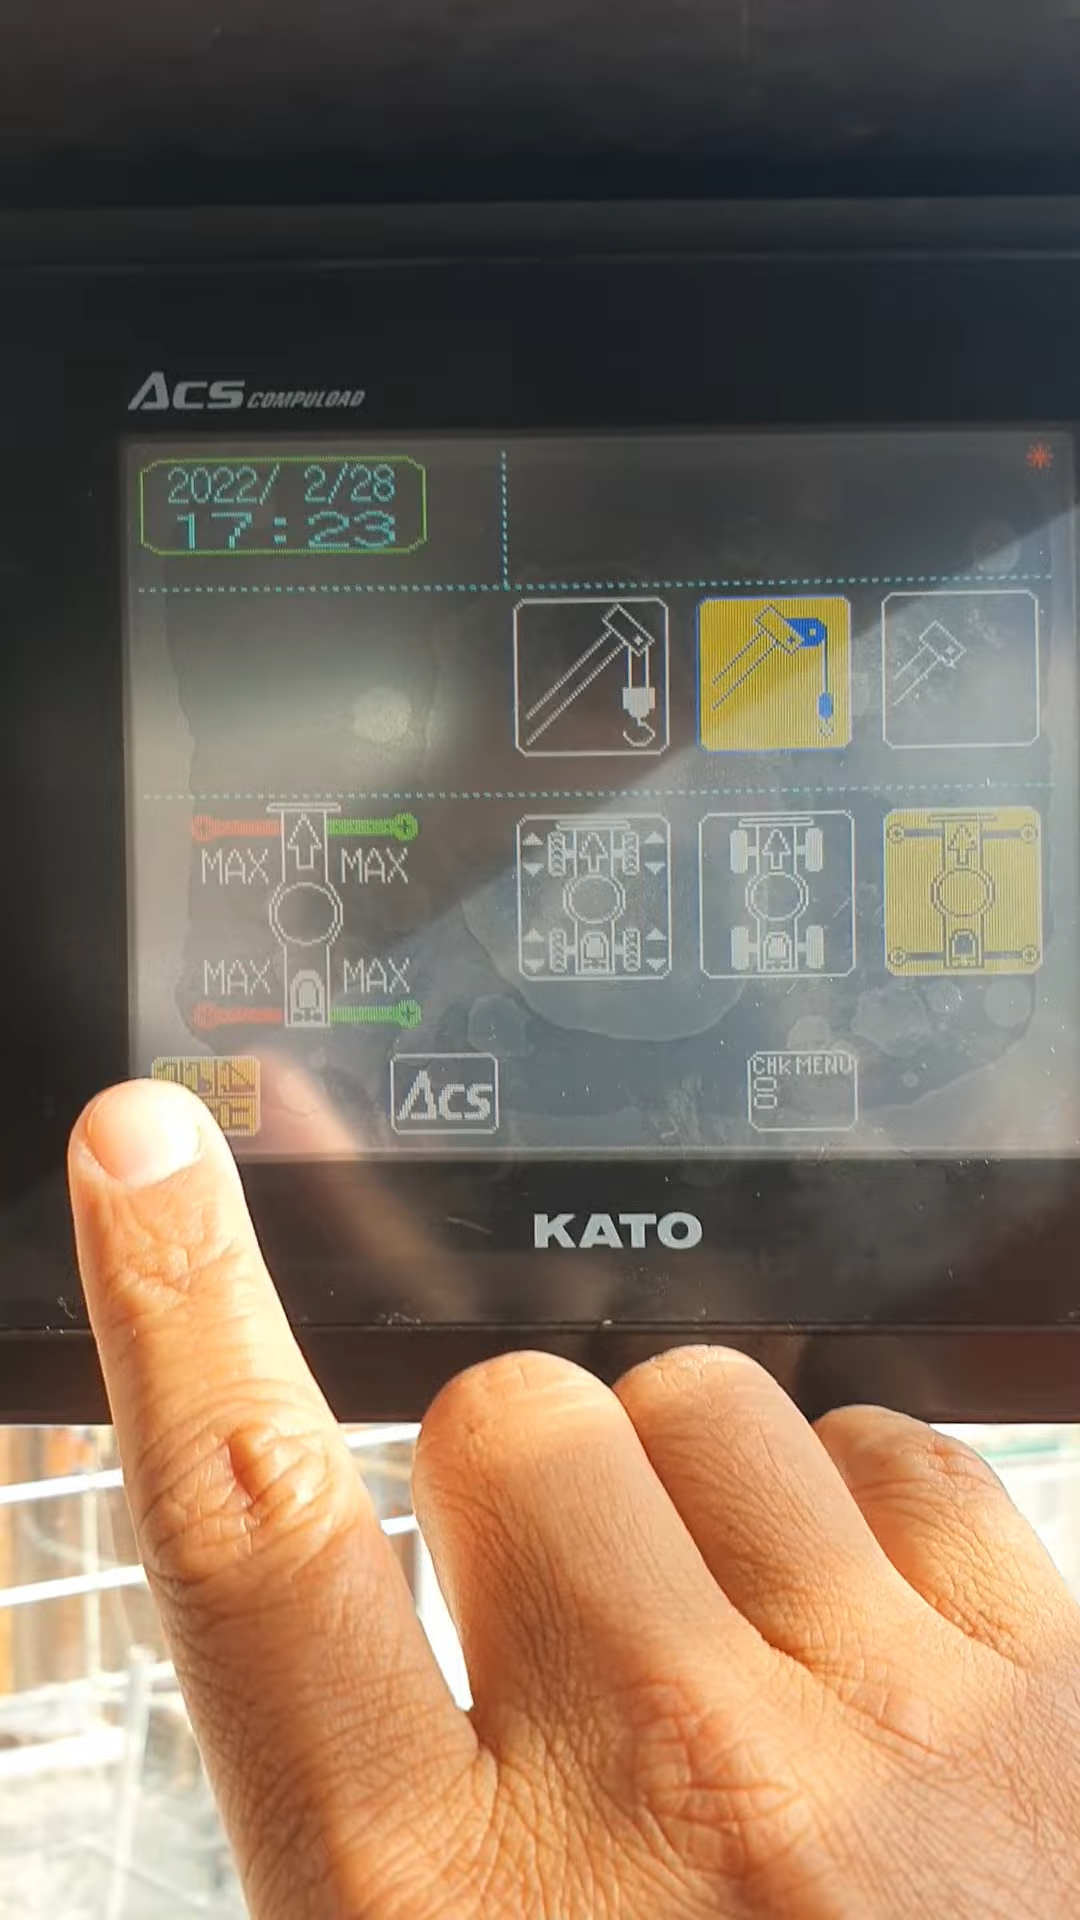 ACS COMPULOAD
2022/ 2/28
17:23
MAX MAX
MAX MAX
ACS
CHK MENU
KATO